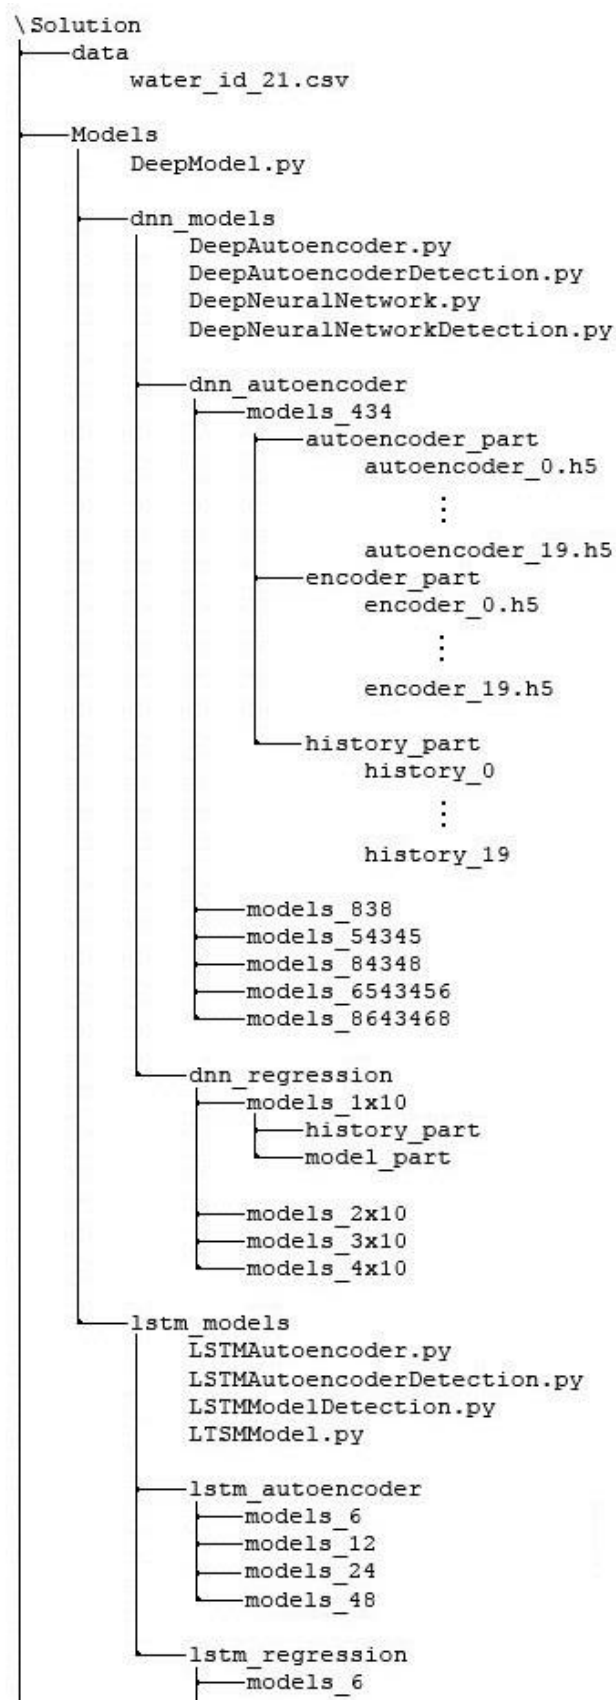 \Solution
data
water_id_21.csv
Models
DeepModel.py
dnn_models
DeepAutoencoder.py
DeepAutoencoderDetection.py
DeepNeuralNetwork.py
DeepNeuralNetworkDetection.py
dnn_autoencoder
models_434
autoencoder_part
autoencoder_0.h5
⋮
autoencoder_19.h5
encoder_part
encoder_0.h5
⋮
encoder_19.h5
history_part
history_0
⋮
history_19
models_838
models_54345
models_84348
models_6543456
models_8643468
dnn_regression
models_1x10
history_part
model_part
models_2x10
models_3x10
models_4x10
lstm_models
LSTMAutoencoder.py
LSTMAutoencoderDetection.py
LSTMModelDetection.py
LTSMModel.py
lstm_autoencoder
models_6
models_12
models_24
models_48
lstm_regression
models_6